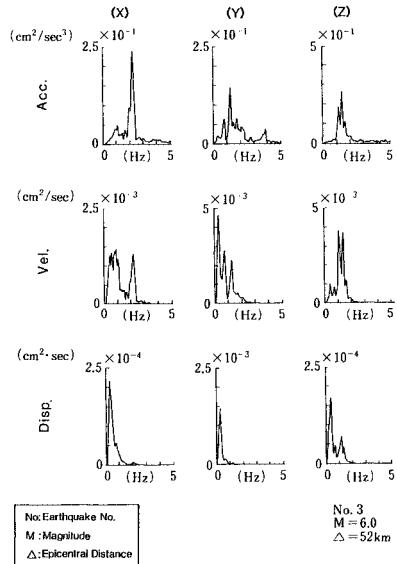 (X) (Y) (Z)
(cm²/sec³) ×10⁻¹ ×10⁻¹ ×10⁻¹
2.5 2.5 5
Acc.
0 0 0
0 (Hz) 5 0 (Hz) 5 0 (Hz) 5
(cm²/sec) ×10⁻³ ×10⁻³ 10⁻³
2.5 5 5
Vel.
0 0 0
0 5 0 5 0 5
(cm²·sec) ×10⁻⁴ ×10⁻³ ×10⁻⁴
2.5 2.5 2.5
Disp.
0 0 0
0 (Hz) 5 0 (Hz) 5 0 (Hz) 5
No: Earthquake No.
M : Magnitude
△: Epicentral Distance
No. 3
M = 6.0
△ = 52km